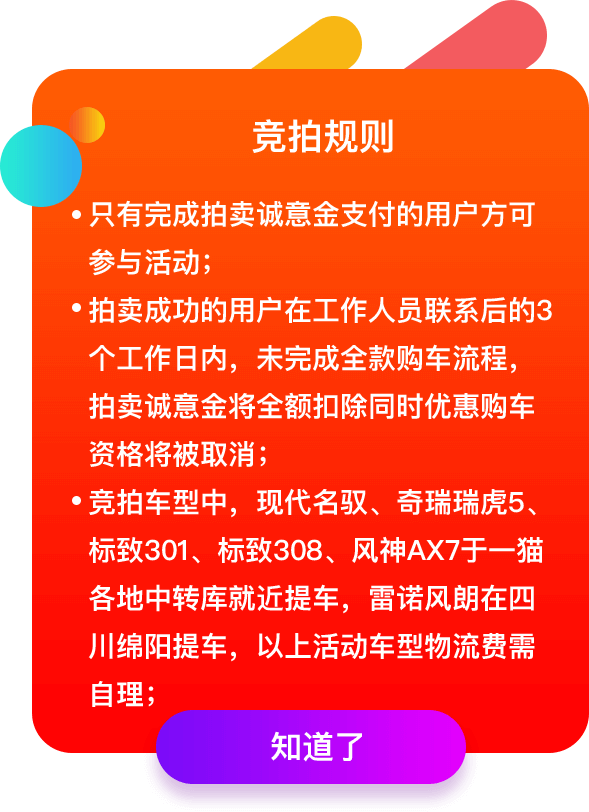 竞拍规则
•只有完成拍卖诚意金支付的用户方可
参与活动；
•拍卖成功的用户在工作人员联系后的3
个工作日内，未完成全款购车流程，
拍卖诚意金将全额扣除同时优惠购车
资格将被取消；
•竞拍车型中，现代名驭、奇瑞瑞虎5、
标致301、标致308、风神AX7于一猫
各地中转库就近提车，雷诺风朗在四
川绵阳提车，以上活动车型物流费需
自理；
知道了